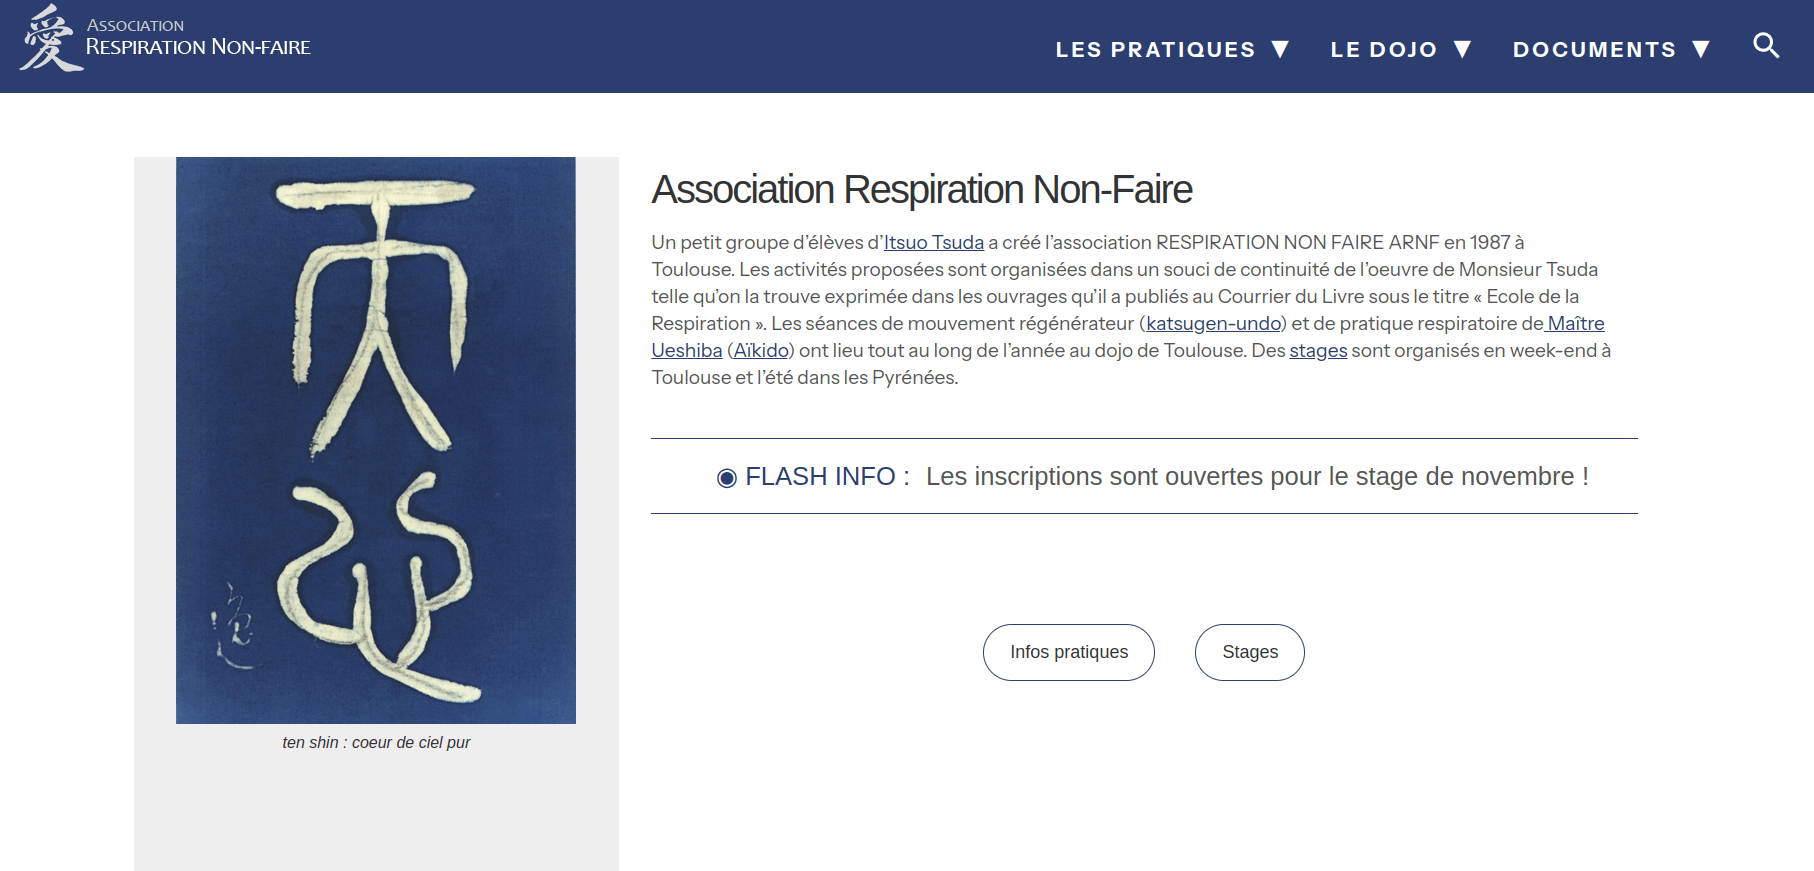 愛
ASSOCIATION
RESPIRATION NON-FAIRE
LES PRATIQUES ▼ LE DOJO ▼ DOCUMENTS ▼
天
ten shin : coeur de ciel pur
Association Respiration Non-Faire
Un petit groupe d’élèves d’Itsuo Tsuda a créé l’association RESPIRATION NON FAIRE ARNF en 1987 à
Toulouse. Les activités proposées sont organisées dans un souci de continuité de l’oeuvre de Monsieur Tsuda
telle qu’on la trouve exprimée dans les ouvrages qu’il a publiés au Courrier du Livre sous le titre « Ecole de la
Respiration ». Les séances de mouvement régénérateur (katsugen-undo) et de pratique respiratoire de Maître
Ueshiba (Aïkido) ont lieu tout au long de l’année au dojo de Toulouse. Des stages sont organisés en week-end à
Toulouse et l’été dans les Pyrénées.
◉ FLASH INFO : Les inscriptions sont ouvertes pour le stage de novembre !
Infos pratiques
Stages